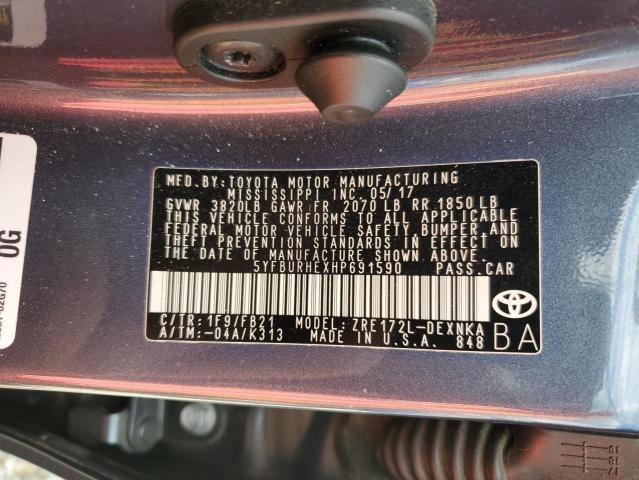 MFD. BY: TOYOTA MOTOR MANUFACTURING
MISSISSIPPI INC. 05/17
GVWR 3820LB GAWR FR 2070 LB RR 1850 LB
THIS VEHICLE CONFORMS TO ALL APPLICABLE
FEDERAL MOTOR VEHICLE SAFETY, BUMPER, AND
THEFT PREVENTION STANDARDS IN EFFECT ON
THE DATE OF MANUFACTURE SHOWN ABOVE.
5YFBURHEXHP691590 PASS.CAR
C/TR: 1F9/FB21 MODEL: ZRE172L-DEXNKA
A/TM: -04A/K313 MADE IN U.S.A. 848
BA
OG